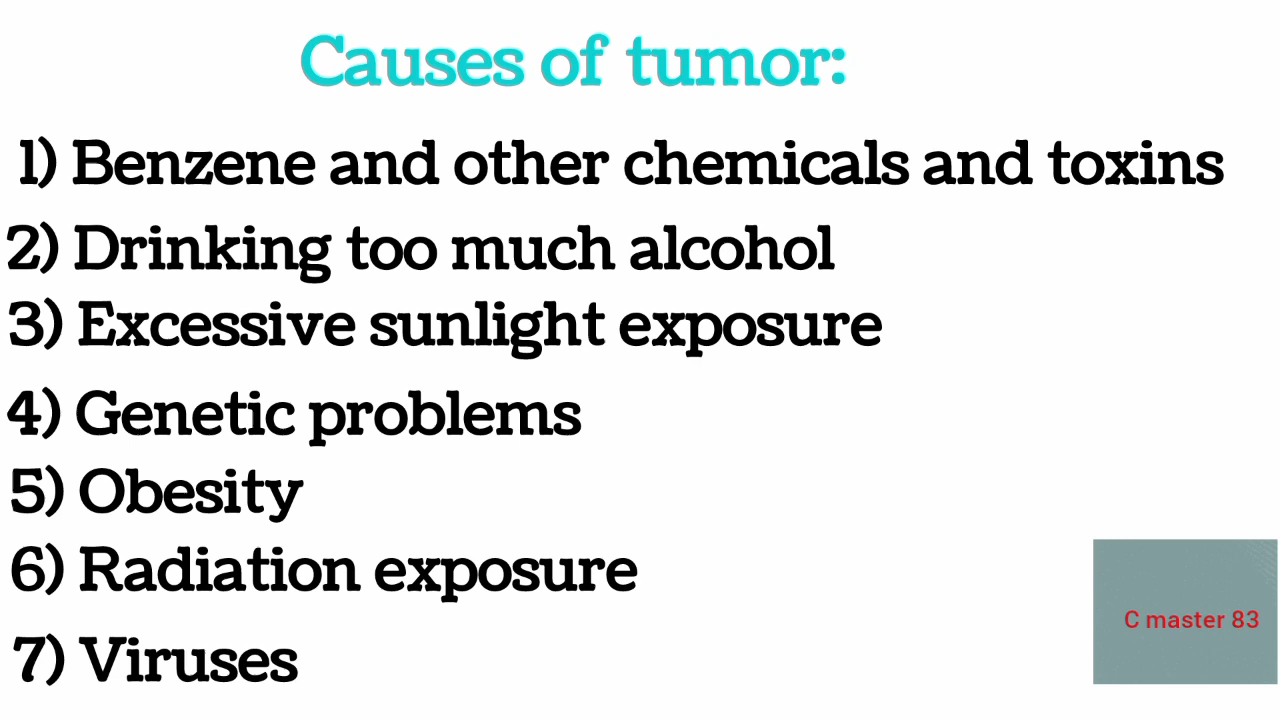 Causes of tumor:
1) Benzene and other chemicals and toxins
2) Drinking too much alcohol
3) Excessive sunlight exposure
4) Genetic problems
5) Obesity
6) Radiation exposure
C master 83
7) Viruses